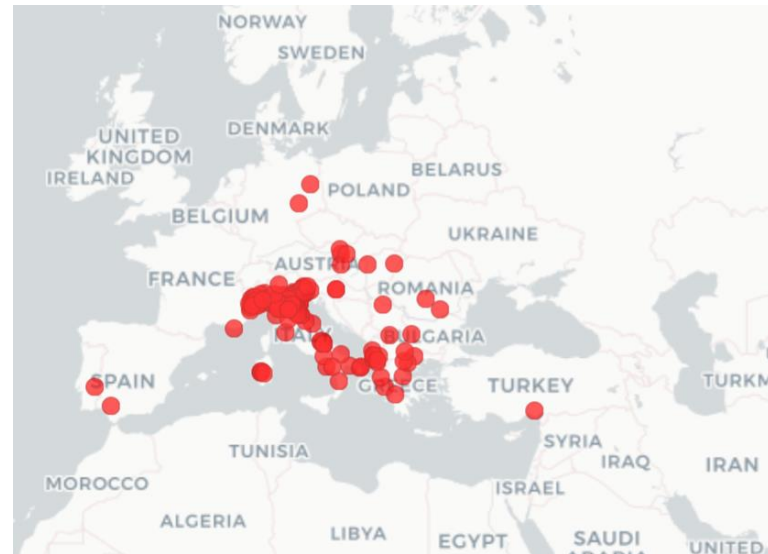 NORWAY
SWEDEN
DENMARK
UNITED
KINGDOM
IRELAND
BELARUS
POLAND
BELGIUM
UKRAINE
AUSTRIA
FRANCE
ROMANIA
ITALY
BULGARIA
SPAIN
GREECE
TURKEY
TURKM
SYRIA
TUNISIA
IRAQ
IRAN
MOROCCO
ISRAEL
ALGERIA
LIBYA
EGYPT
SAUDI
ARABIA
UNITED